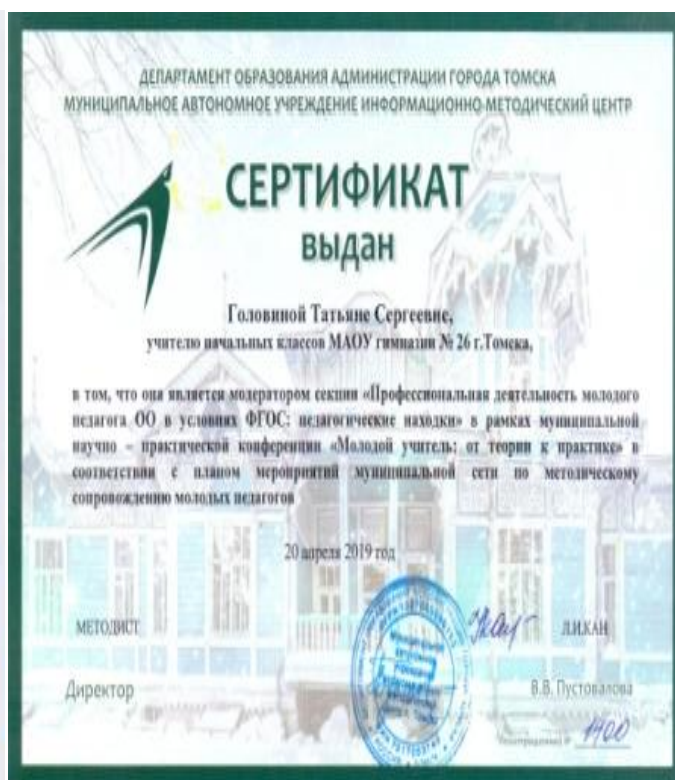 ДЕПАРТАМЕНТ ОБРАЗОВАНИЯ АДМИНИСТРАЦИИ ГОРОДА ТОМСКА
МУНИЦИПАЛЬНОЕ АВТОНОМНОЕ УЧРЕЖДЕНИЕ ИНФОРМАЦИОННО-МЕТОДИЧЕСКИЙ ЦЕНТР
СЕРТИФИКАТ
выдан
Головиной Татьяне Сергеевне,
учителю начальных классов МАОУ гимназии № 26 г.Томска,
в том, что она является модератором секции «Профессиональная деятельность молодого
педагога ОО в условиях ФГОС: педагогические находки» в рамках муниципальной
научно – практической конференции «Молодой учитель: от теории к практике» в
соответствии с планом мероприятий муниципальной сети по методическому
сопровождению молодых педагогов
20 апреля 2019 год
МЕТОДИСТ Л.И.КАН
Директор В.В. Пустовалова
Регистрационный № 1400